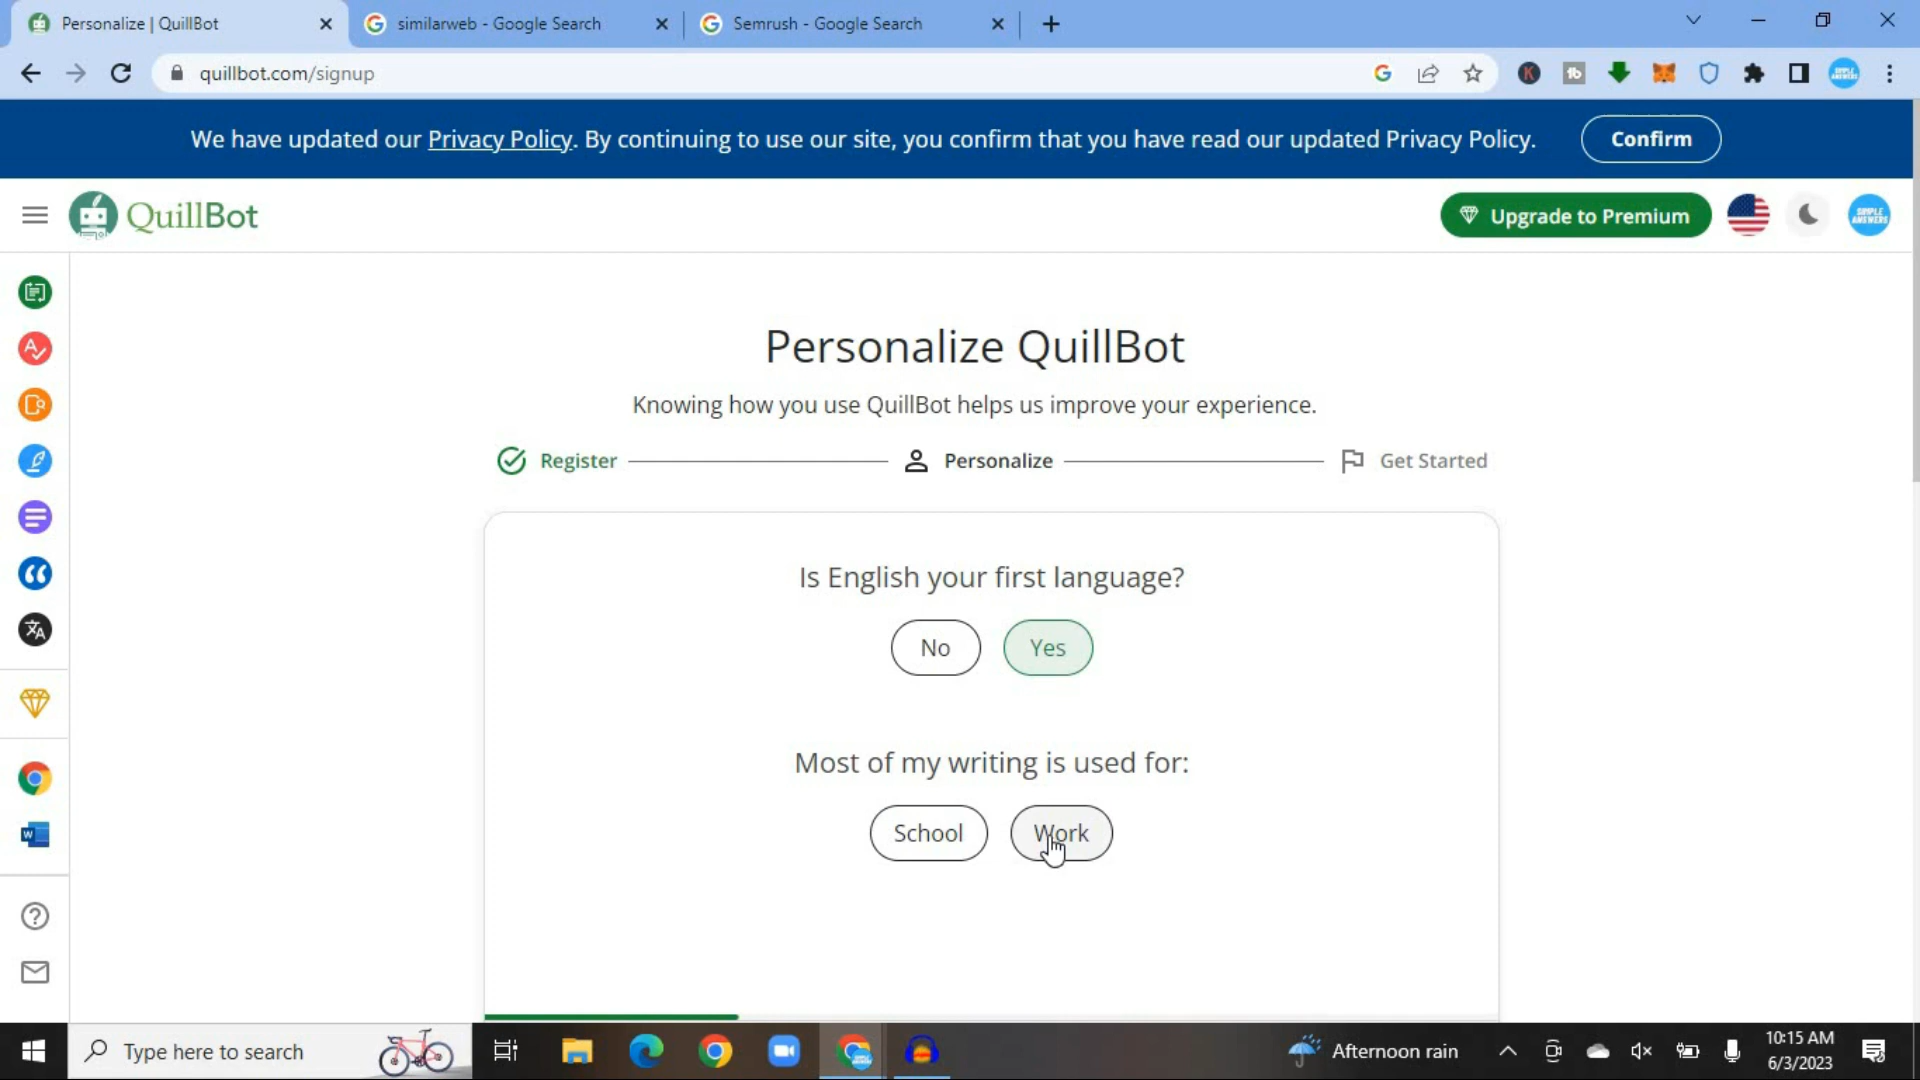 Personalize | QuillBot
similarweb - Google Search
Semrush - Google Search
quillbot.com/signup
We have updated our Privacy Policy. By continuing to use our site, you confirm that you have read our updated Privacy Policy.
Confirm
QuillBot
Upgrade to Premium
SIMPLE ANSWERS
Personalize QuillBot
Knowing how you use QuillBot helps us improve your experience.
Register
Personalize
Get Started
Is English your first language?
No
Yes
Most of my writing is used for:
School
Work
Type here to search
Afternoon rain
10:15 AM
6/3/2023